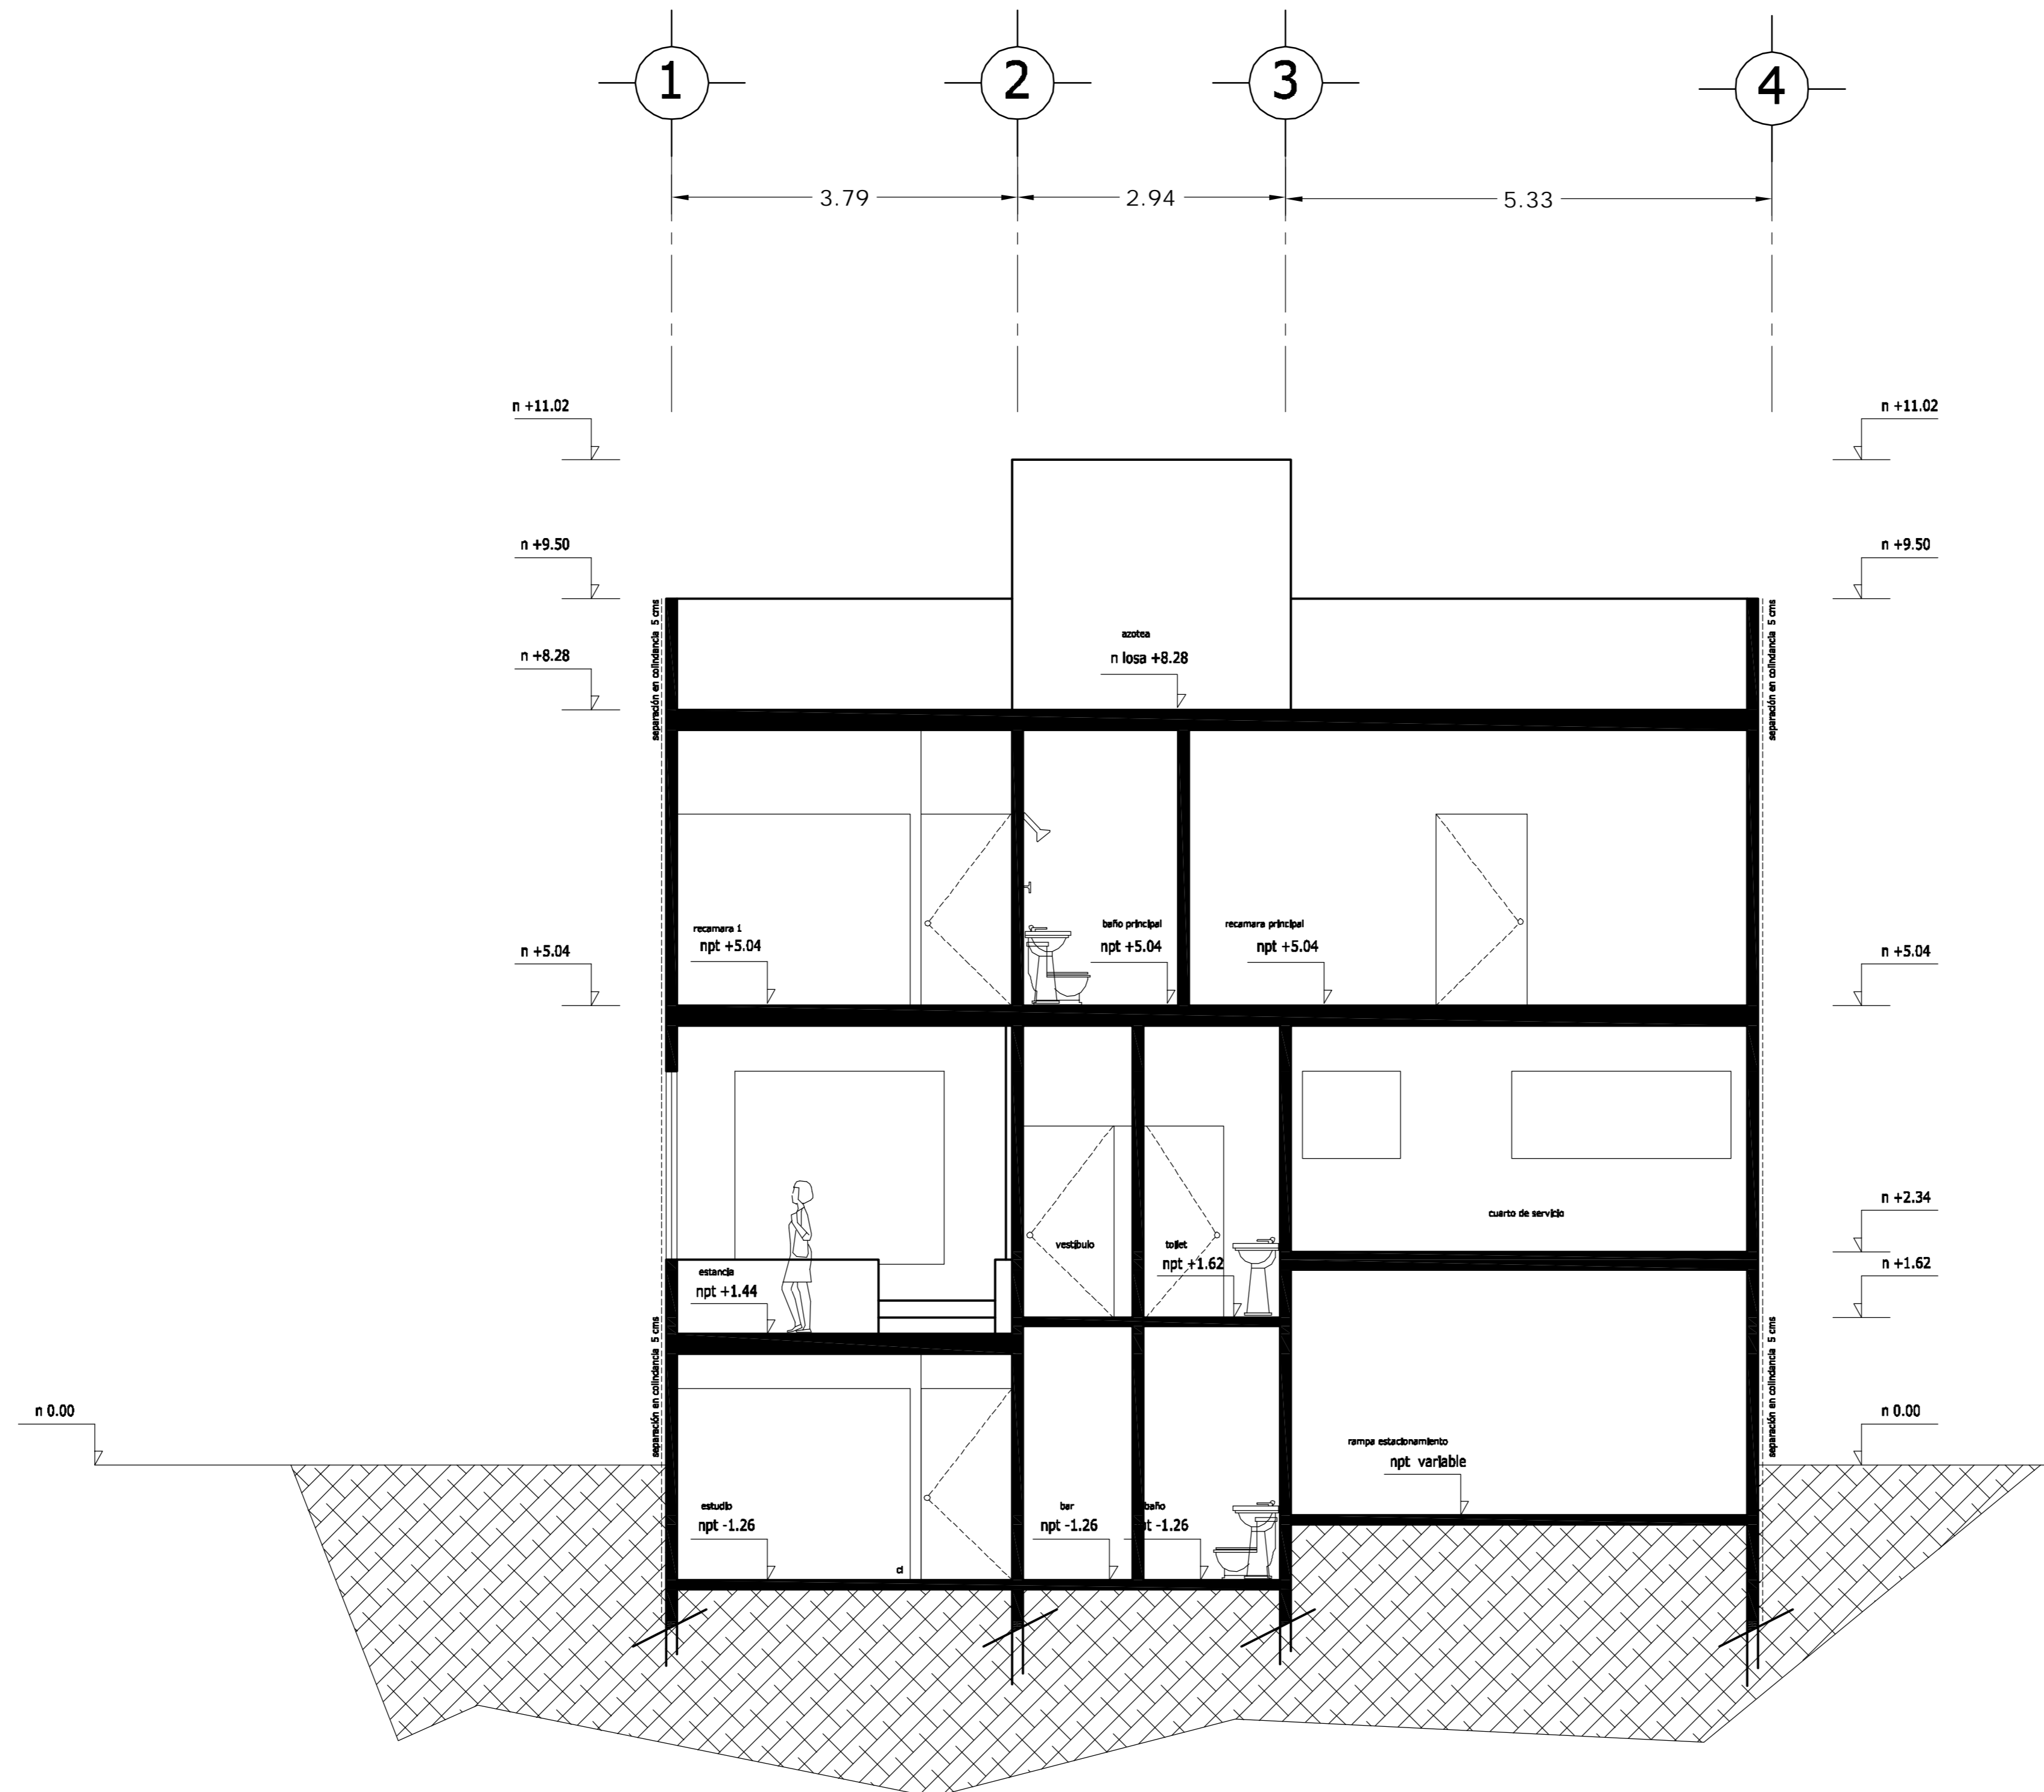 1 2 3 4
3.79 2.94 5.33
n +11.02 n +11.02
n +9.50 n +9.50
separación en colindancia 5 cms
separación en colindancia 5 cms
azotea
n losa +8.28
n +8.28
recamara 1
npt +5.04
baño principal
npt +5.04
recamara principal
npt +5.04
n +5.04 n +5.04
n +2.34
cuarto de servicio
vestíbulo
toilet
npt +1.62
n +1.62
estancia
npt +1.44
separación en colindancia 5 cms
separación en colindancia 5 cms
n 0.00 n 0.00
rampa estacionamiento
npt variable
estudio
npt -1.26
bar
npt -1.26
baño
pt -1.26
cl